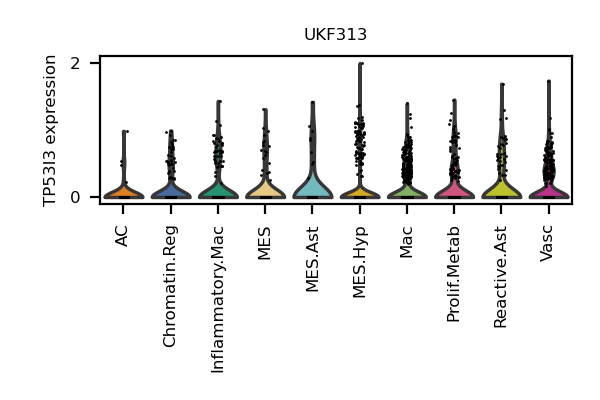 UKF313
TP53I3 expression
2
0
AC
Chromatin.Reg
Inflammatory.Mac
MES
MES.Ast
MES.Hyp
Mac
Prolif.Metab
Reactive.Ast
Vasc